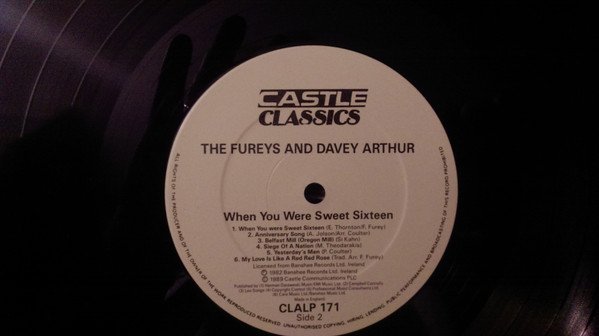 CASTLE
CLASSICS
THE FUREYS AND DAVEY ARTHUR
When You Were Sweet Sixteen
1. When You were Sweet Sixteen (E. Thornton/F. Furey)
2. Anniversary Song (A. Jolson/Arr. Coulter)
3. Belfast Mill (Oregon Mill) (Si Kahn)
4. Siege Of A Nation (M. Theodorakis)
5. Yesterday's Men (P. Coulter)
6. My Love Is Like A Red Red Rose (Trad. Arr. F. Furey)
Licensed from Banshee Records Ltd. Ireland
℗ 1982 Banshee Records Ltd. Ireland
© 1989 Castle Communications PLC
Made in England
CLALP 171
Side 2
ALL RIGHTS OF THE PRODUCER AND OF THE OWNER OF THE WORK REPRODUCED RESERVED. UNAUTHORISED COPYING, HIRING, LENDING, PUBLIC PERFORMANCE AND BROADCASTING OF THIS RECORD PROHIBITED